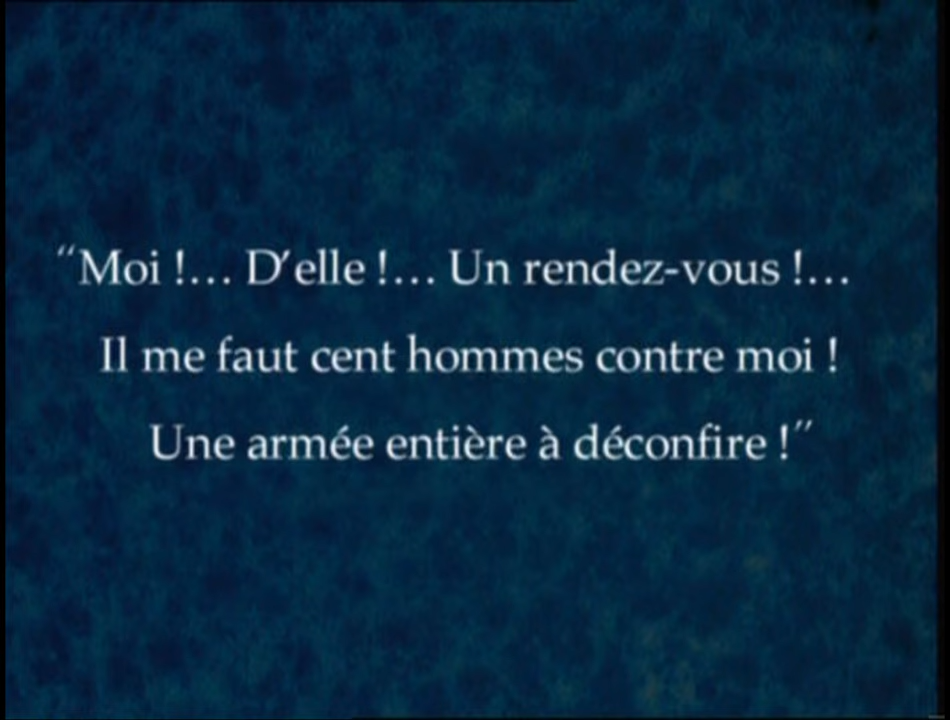 “Moi !... D’elle !... Un rendez-vous !...
Il me faut cent hommes contre moi !
Une armée entière à déconfire !”